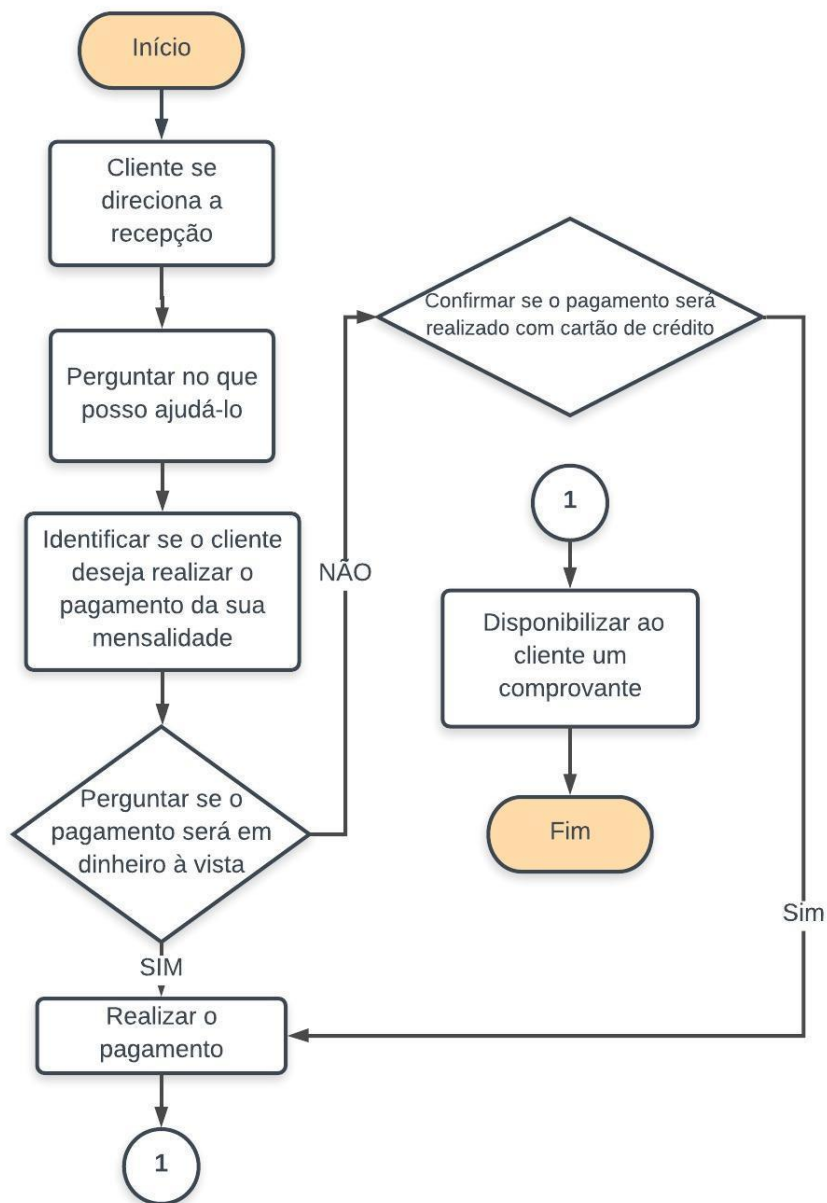 Início
Cliente se
direciona a
recepção
Perguntar no que
posso ajudá-lo
Identificar se o cliente
deseja realizar o
pagamento da sua
mensalidade
Perguntar se o
pagamento será em
dinheiro à vista
NÃO
SIM
Realizar o
pagamento
1
Confirmar se o pagamento será
realizado com cartão de crédito
Sim
1
Disponibilizar ao
cliente um
comprovante
Fim